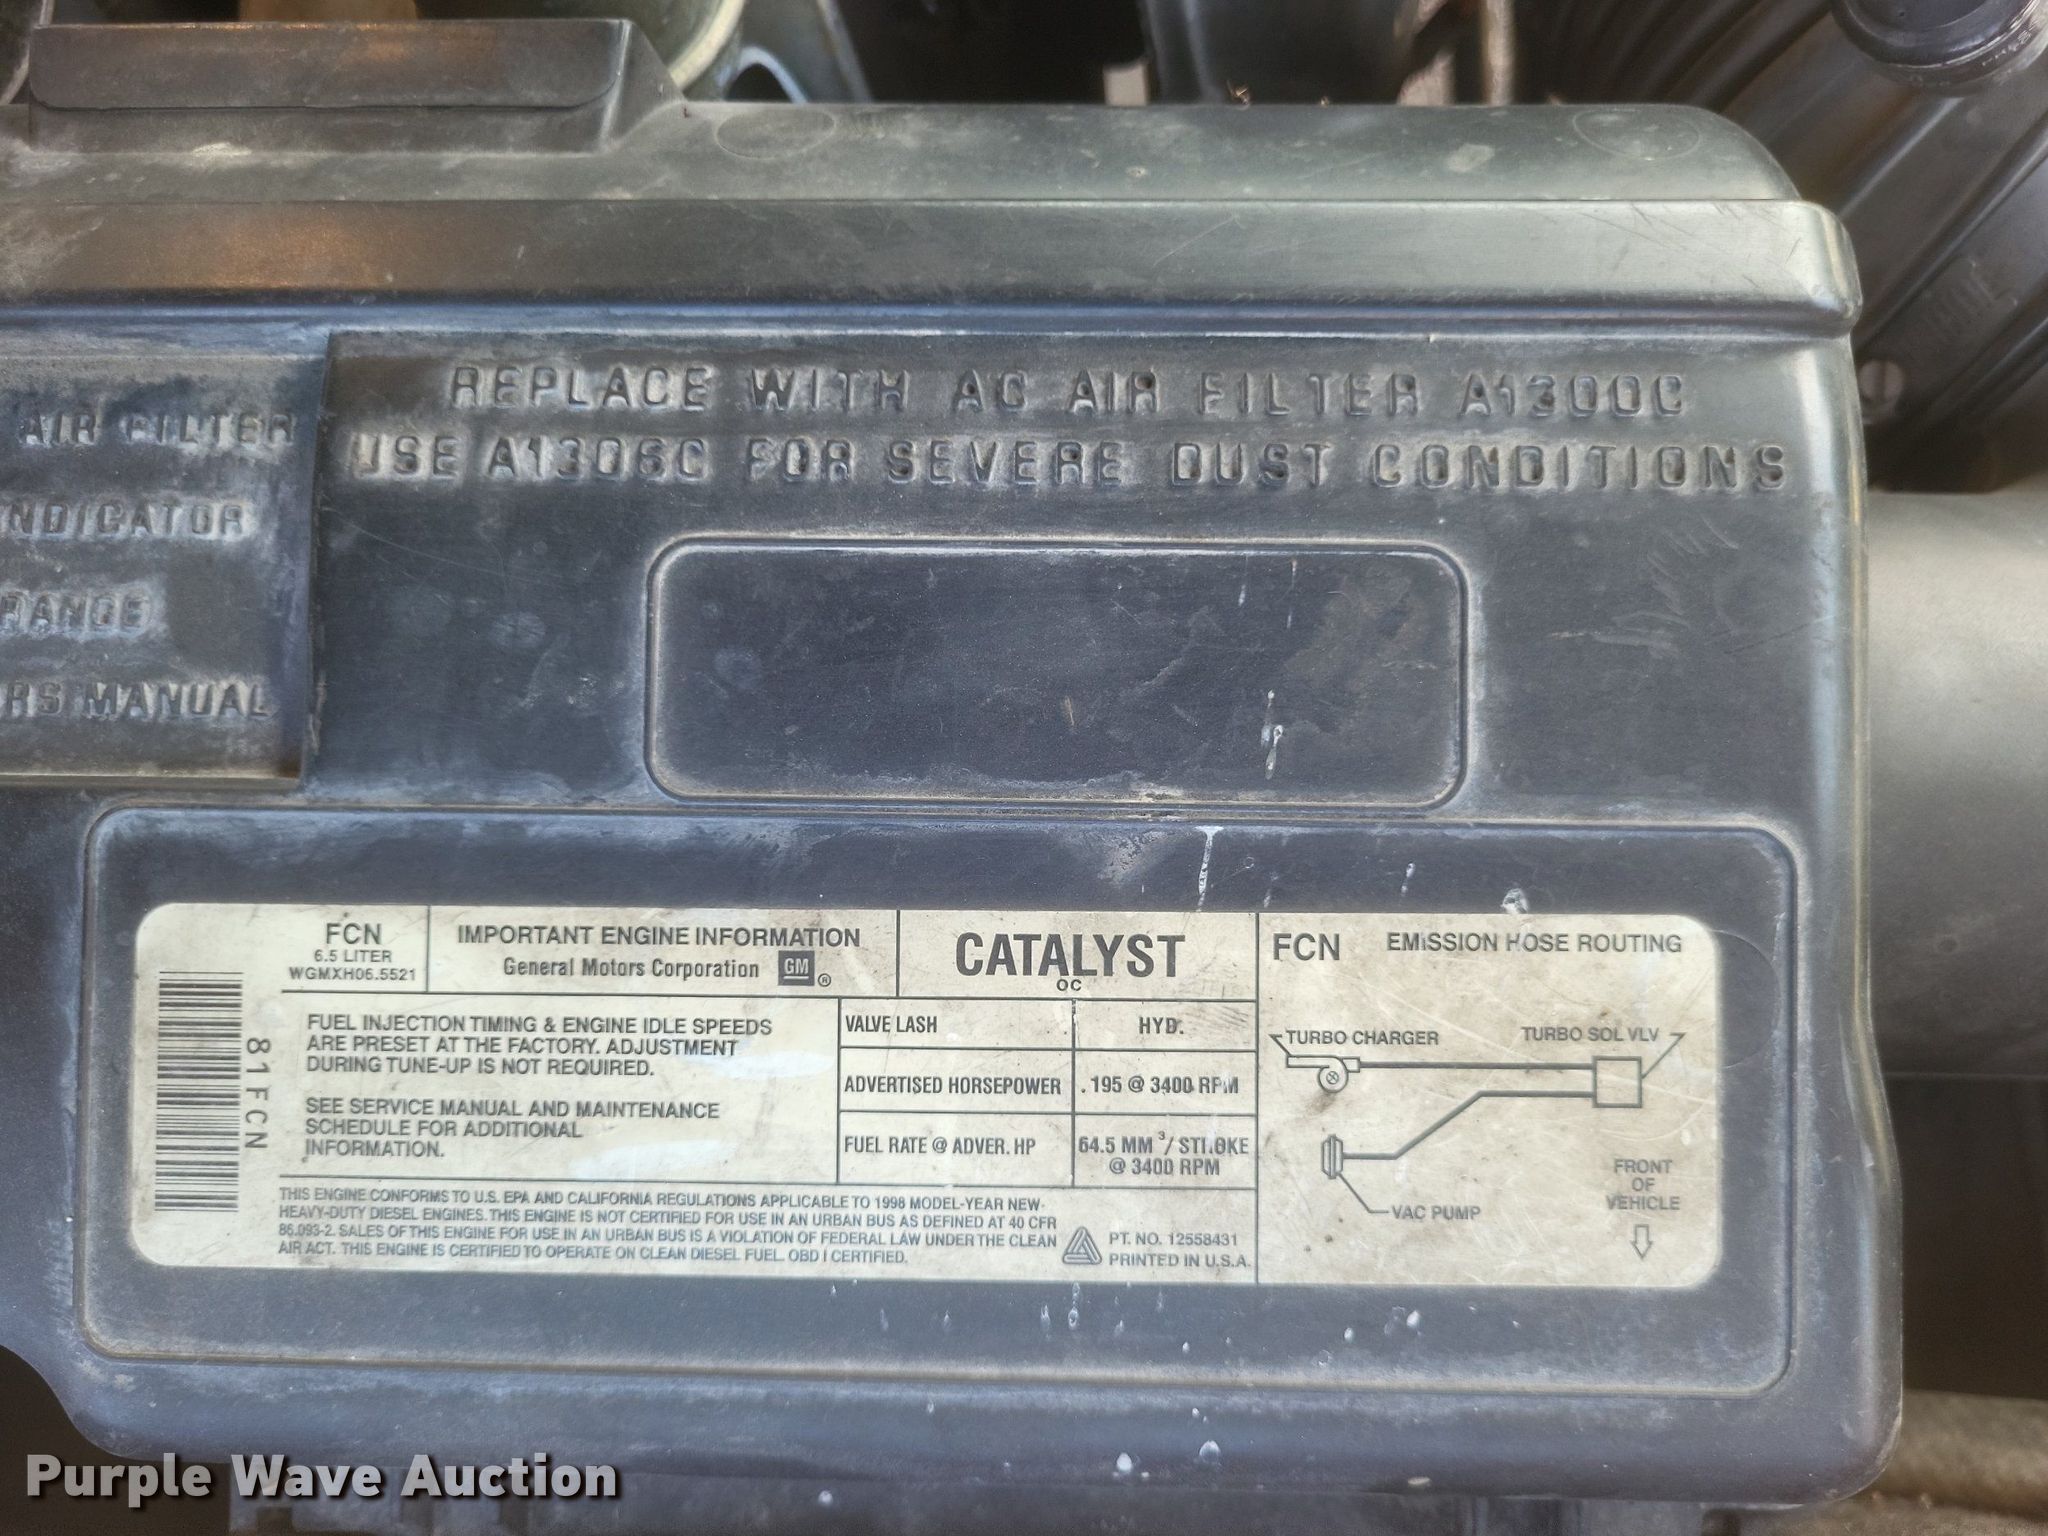 REPLACE WITH AC AIR FILTER A1300C
USE A1306C FOR SEVERE DUST CONDITIONS
AIR FILTER
NDICATOR
RANGE
RS MANUAL
FCN
6.5 LITER
WGMXH06.5521
IMPORTANT ENGINE INFORMATION
General Motors Corporation GM ®
CATALYST
OC
81FCN
FUEL INJECTION TIMING & ENGINE IDLE SPEEDS
ARE PRESET AT THE FACTORY. ADJUSTMENT
DURING TUNE-UP IS NOT REQUIRED.
SEE SERVICE MANUAL AND MAINTENANCE
SCHEDULE FOR ADDITIONAL
INFORMATION.
VALVE LASH HYD.
ADVERTISED HORSEPOWER 195 @ 3400 RPM
FUEL RATE @ ADVER. HP 64.5 MM³/STROKE
@ 3400 RPM
THIS ENGINE CONFORMS TO U.S. EPA AND CALIFORNIA REGULATIONS APPLICABLE TO 1998 MODEL-YEAR NEW-
HEAVY-DUTY DIESEL ENGINES. THIS ENGINE IS NOT CERTIFIED FOR USE IN AN URBAN BUS AS DEFINED AT 40 CFR
86.093-2. SALES OF THIS ENGINE FOR USE IN AN URBAN BUS IS A VIOLATION OF FEDERAL LAW UNDER THE CLEAN
AIR ACT. THIS ENGINE IS CERTIFIED TO OPERATE ON CLEAN DIESEL FUEL. OBD I CERTIFIED.
PT. NO. 12558431
PRINTED IN U.S.A.
FCN EMISSION HOSE ROUTING
TURBO CHARGER TURBO SOL VLV
VAC PUMP
FRONT
OF
VEHICLE
Purple Wave Auction